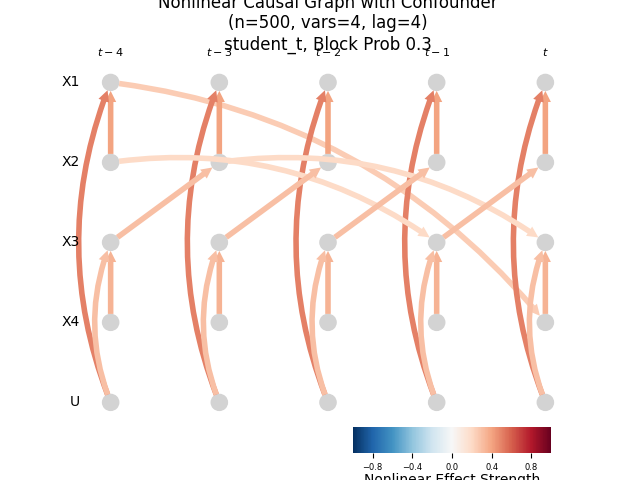 Nonlinear Causal Graph with Confounder
(n=500, vars=4, lag=4)
student_t, Block Prob 0.3
t − 4 t − 3 t − 2 t − 1 t
X1
X2
X3
X4
U
−0.8 −0.4 0.0 0.4 0.8
Nonlinear Effect Strength